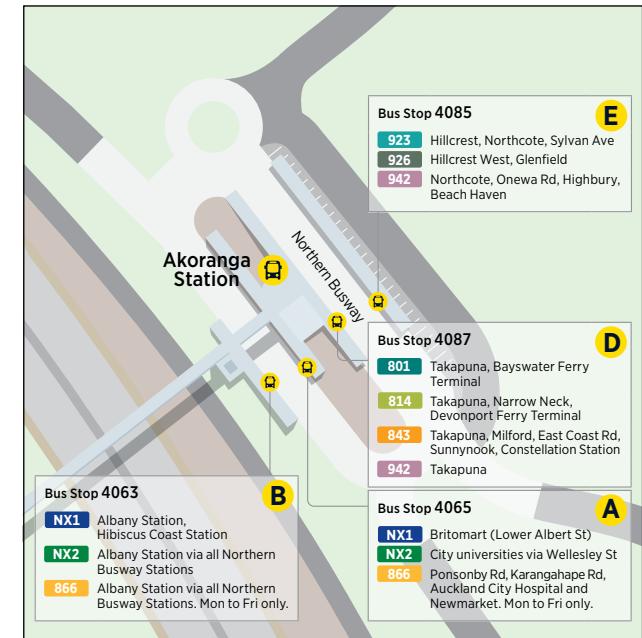 Bus Stop 4085
E
923 Hillcrest, Northcote, Sylvan Ave
926 Hillcrest West, Glenfield
942 Northcote, Onewa Rd, Highbury,
Beach Haven
Akoranga
Station
Northern Busway
Bus Stop 4087
D
801 Takapuna, Bayswater Ferry
Terminal
814 Takapuna, Narrow Neck,
Devonport Ferry Terminal
843 Takapuna, Milford, East Coast Rd,
Sunnynook, Constellation Station
942 Takapuna
Bus Stop 4063
B
NX1 Albany Station,
Hibiscus Coast Station
NX2 Albany Station via all Northern
Busway Stations
866 Albany Station via all Northern
Busway Stations. Mon to Fri only.
Bus Stop 4065
A
NX1 Britomart (Lower Albert St)
NX2 City universities via Wellesley St
866 Ponsonby Rd, Karangahape Rd,
Auckland City Hospital and
Newmarket. Mon to Fri only.